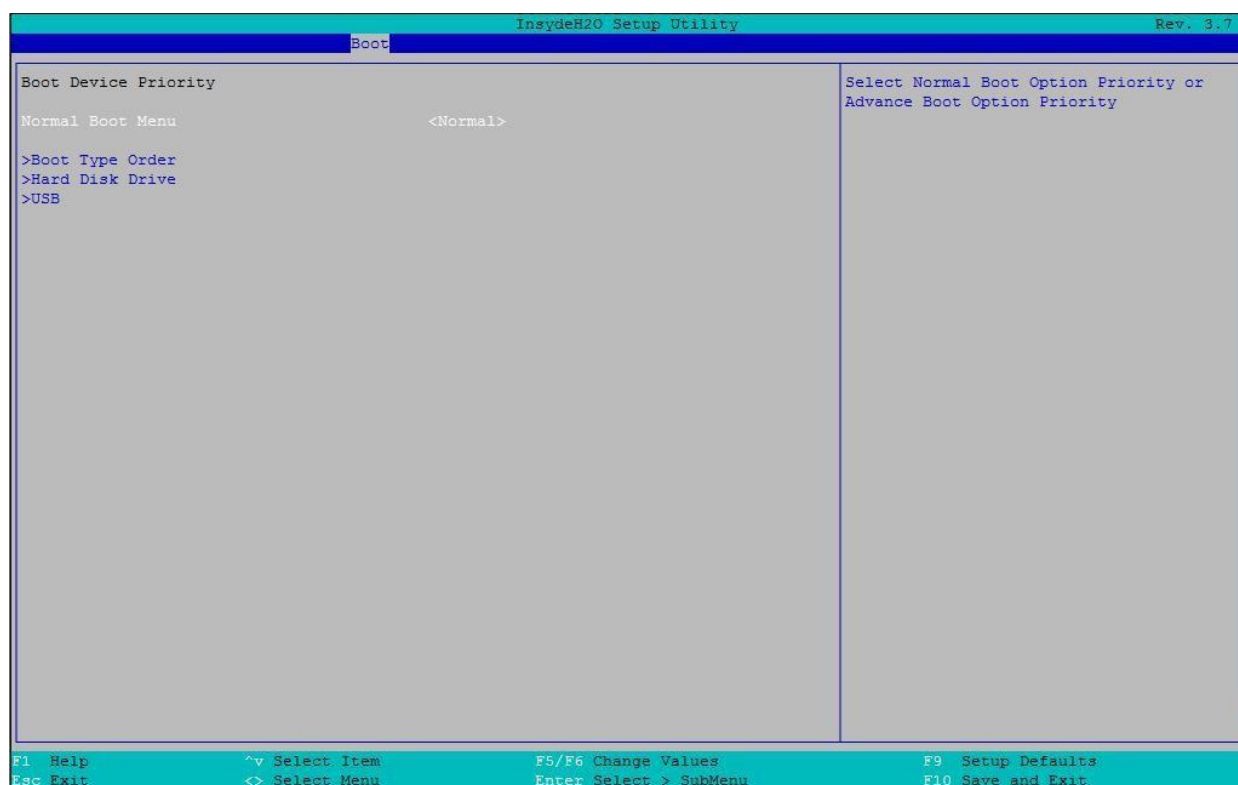 InsydeH2O Setup Utility Rev. 3.7
Boot
Boot Device Priority
Normal Boot Menu <Normal>
>Boot Type Order
>Hard Disk Drive
>USB
Select Normal Boot Option Priority or
Advance Boot Option Priority
F1 Help ^v Select Item F5/F6 Change Values F9 Setup Defaults
Esc Exit <> Select Menu Enter Select > SubMenu F10 Save and Exit